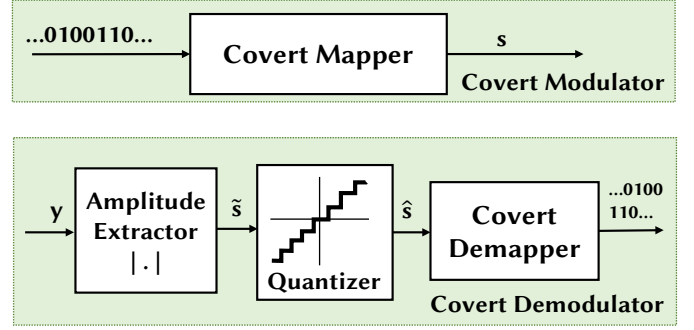 ...0100110...
Covert Mapper
s
Covert Modulator
y
Amplitude
Extractor
|.|
s̃
Quantizer
ŝ
Covert
Demapper
...0100
110...
Covert Demodulator